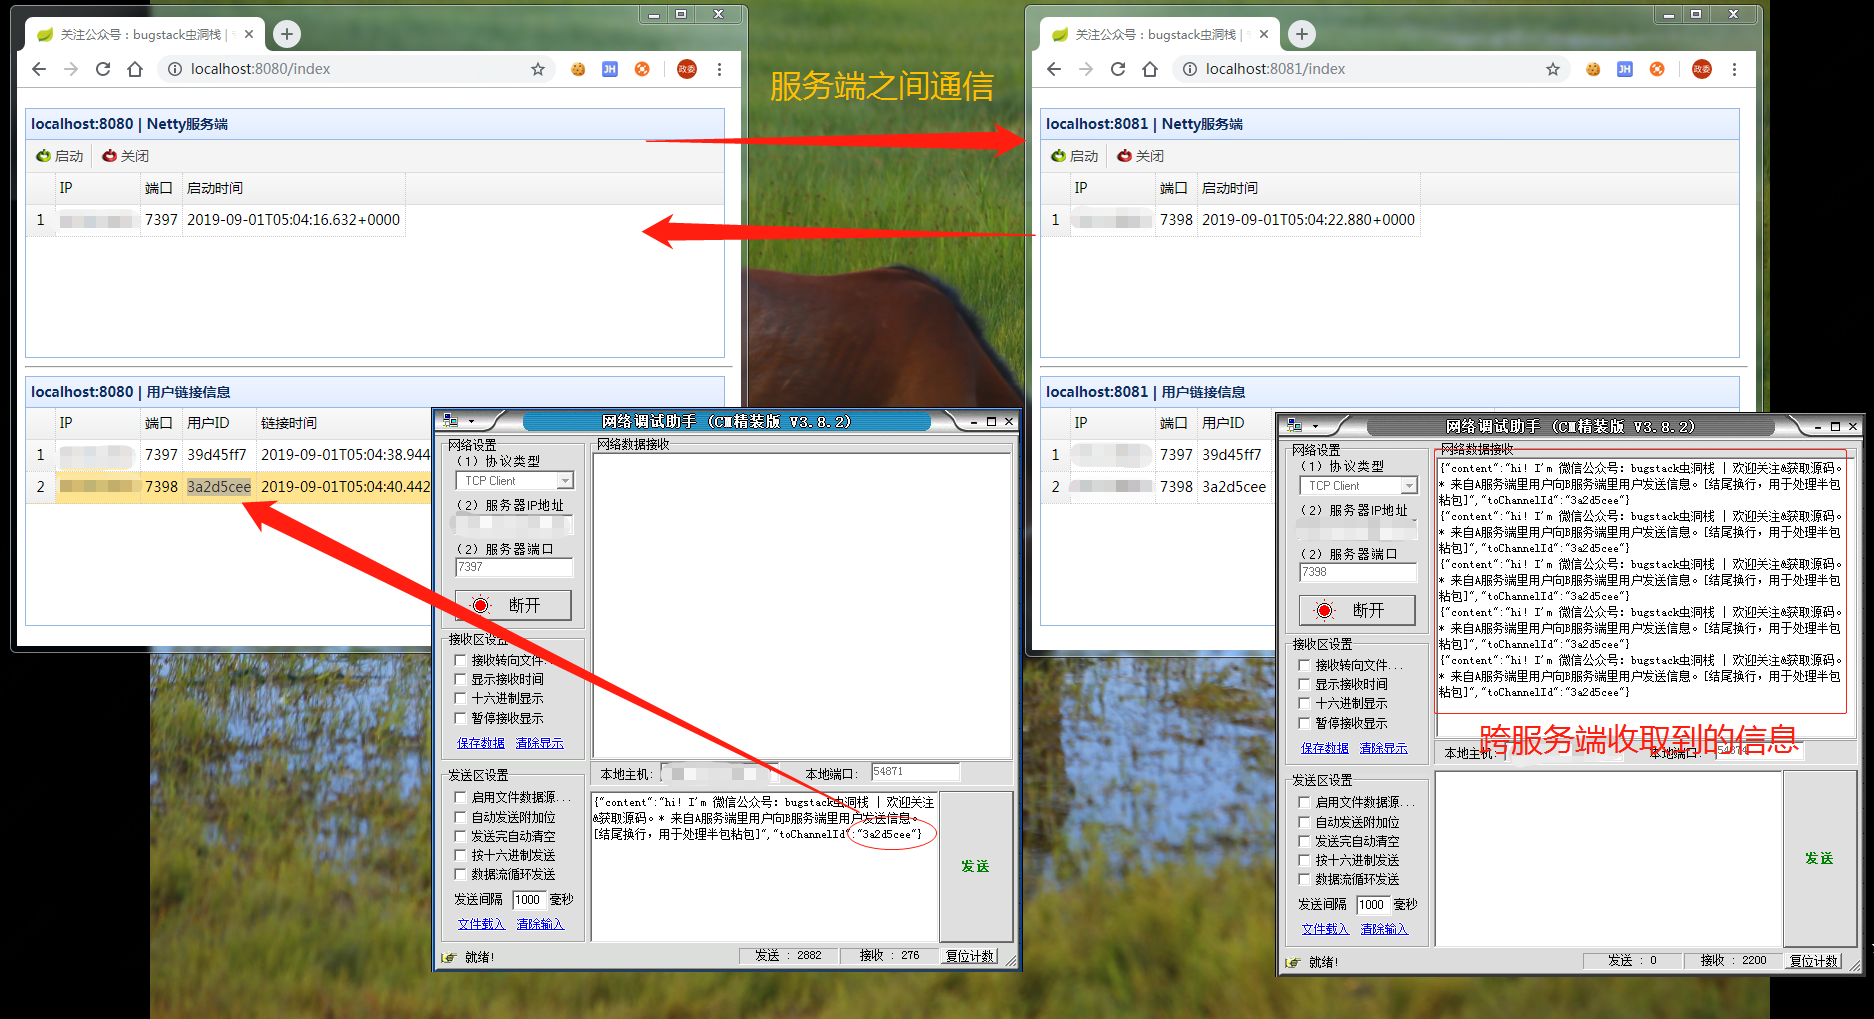 关注公众号：bugstack虫洞栈 |
localhost:8080/index
JH
政委
localhost:8080 | Netty服务端
启动 关闭
IP 端口 启动时间
1 7397 2019-09-01T05:04:16.632+0000
localhost:8080 | 用户链接信息
IP 端口 用户ID 链接时间
1 7397 39d45ff7 2019-09-01T05:04:38.944
2 7398 3a2d5cee 2019-09-01T05:04:40.442
服务端之间通信
关注公众号：bugstack虫洞栈 |
localhost:8081/index
JH
政委
localhost:8081 | Netty服务端
启动 关闭
IP 端口 启动时间
1 7398 2019-09-01T05:04:22.880+0000
localhost:8081 | 用户链接信息
IP 端口 用户ID
1 7397 39d45ff7
2 7398 3a2d5cee
网络调试助手 (CM精装版 V3.8.2)
网络设置
(1) 协议类型
TCP Client
(2) 服务器IP地址
(2) 服务器端口
7397
断开
接收区设置
接收转向文件...
显示接收时间
十六进制显示
暂停接收显示
保存数据 清除显示
发送区设置
启用文件数据源...
自动发送附加位
发送完自动清空
按十六进制发送
数据流循环发送
发送间隔 1000 毫秒
文件载入 清除输入
网络数据接收
本地主机: 本地端口: 54871
{"content":"hi! I'm 微信公众号: bugstack虫洞栈 | 欢迎关注
&获取源码。* 来自A服务端里用户向B服务端里用户发送信息。
[结尾换行，用于处理半包粘包]","toChannelId":"3a2d5cee"}
发送
就绪! 发送 : 2882 接收 : 276 复位计数
网络调试助手 (CM精装版 V3.8.2)
网络设置
(1) 协议类型
TCP Client
(2) 服务器IP地址
(2) 服务器端口
7398
断开
接收区设置
接收转向文件...
显示接收时间
十六进制显示
暂停接收显示
保存数据 清除显示
发送区设置
启用文件数据源...
自动发送附加位
发送完自动清空
按十六进制发送
数据流循环发送
发送间隔 1000 毫秒
文件载入 清除输入
网络数据接收
{"content":"hi! I'm 微信公众号: bugstack虫洞栈 | 欢迎关注&获取源码。
* 来自A服务端里用户向B服务端里用户发送信息。[结尾换行，用于处理半包
粘包]","toChannelId":"3a2d5cee"}
{"content":"hi! I'm 微信公众号: bugstack虫洞栈 | 欢迎关注&获取源码。
* 来自A服务端里用户向B服务端里用户发送信息。[结尾换行，用于处理半包
粘包]","toChannelId":"3a2d5cee"}
{"content":"hi! I'm 微信公众号: bugstack虫洞栈 | 欢迎关注&获取源码。
* 来自A服务端里用户向B服务端里用户发送信息。[结尾换行，用于处理半包
粘包]","toChannelId":"3a2d5cee"}
{"content":"hi! I'm 微信公众号: bugstack虫洞栈 | 欢迎关注&获取源码。
* 来自A服务端里用户向B服务端里用户发送信息。[结尾换行，用于处理半包
粘包]","toChannelId":"3a2d5cee"}
{"content":"hi! I'm 微信公众号: bugstack虫洞栈 | 欢迎关注&获取源码。
* 来自A服务端里用户向B服务端里用户发送信息。[结尾换行，用于处理半包
粘包]","toChannelId":"3a2d5cee"}
跨服务端收取到的信息
本地主机: 本地端口: 54874
发送
就绪! 发送 : 0 接收 : 2200 复位计数